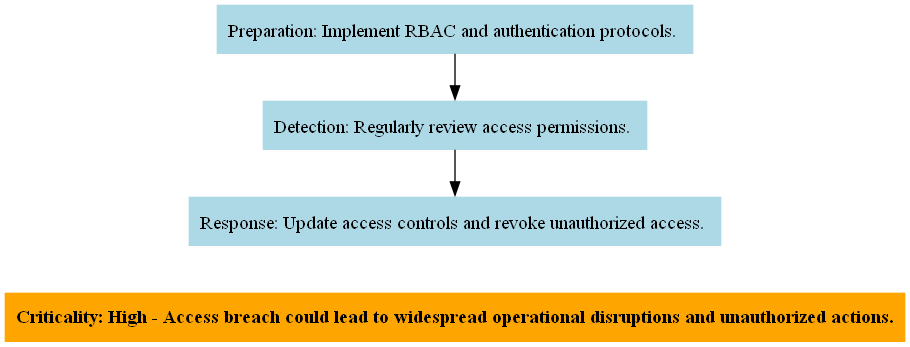 Preparation: Implement RBAC and authentication protocols.
Detection: Regularly review access permissions.
Response: Update access controls and revoke unauthorized access.
Criticality: High - Access breach could lead to widespread operational disruptions and unauthorized actions.